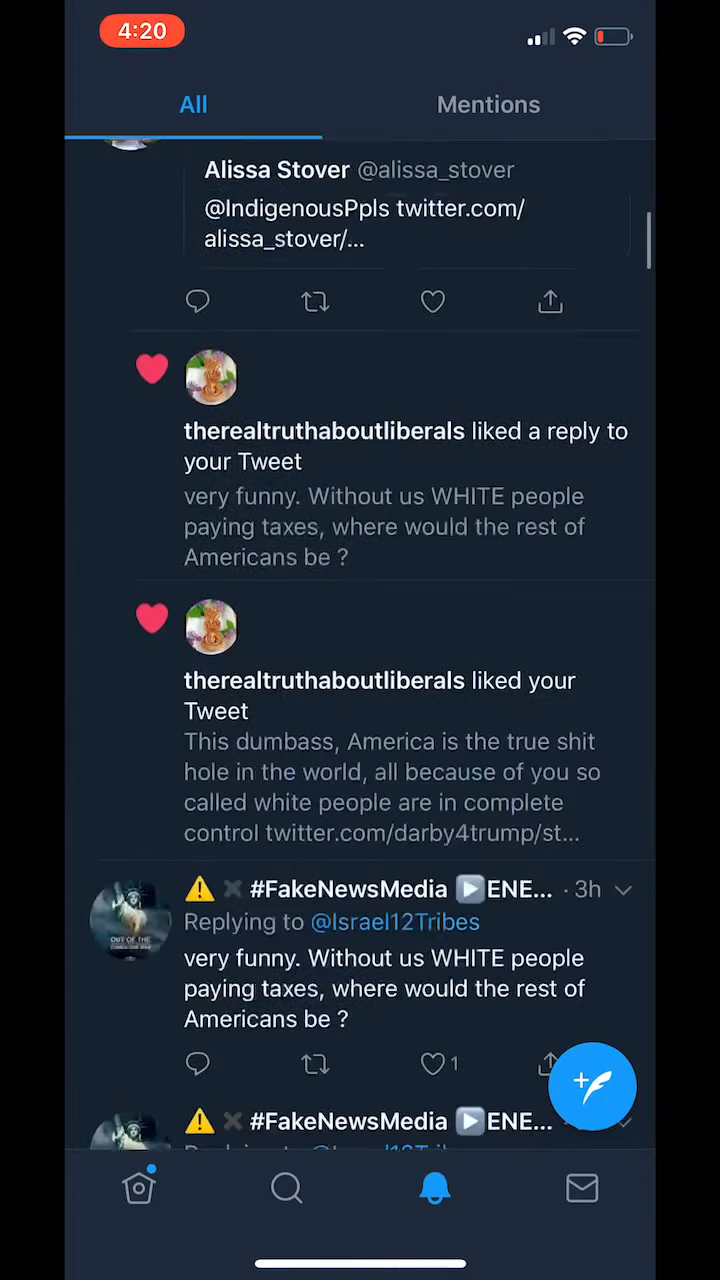 4:20
All
Mentions
Alissa Stover @alissa_stover
@IndigenousPpls twitter.com/
alissa_stover/...
therealtruthaboutliberals liked a reply to
your Tweet
very funny. Without us WHITE people
paying taxes, where would the rest of
Americans be ?
therealtruthaboutliberals liked your
Tweet
This dumbass, America is the true shit
hole in the world, all because of you so
called white people are in complete
control twitter.com/darby4trump/st...
⚠️ ✖️ #FakeNewsMedia ▶️ENE... · 3h
Replying to @Israel12Tribes
very funny. Without us WHITE people
paying taxes, where would the rest of
Americans be ?
1
⚠️ ✖️ #FakeNewsMedia ▶️ENE...